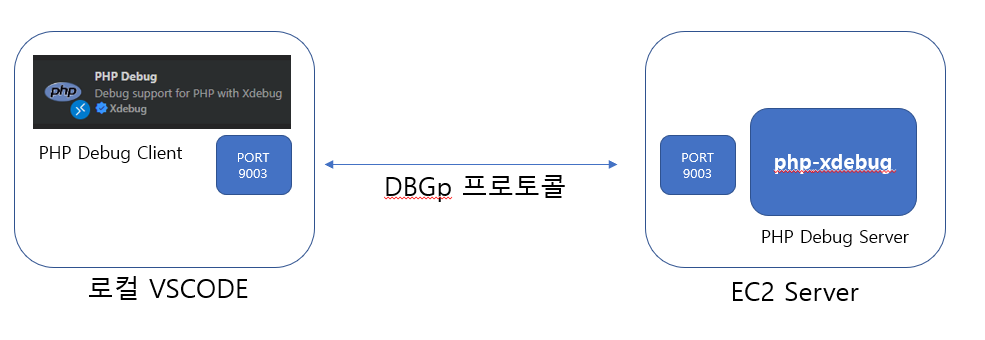 PHP Debug
php
Debug support for PHP with Xdebug
Xdebug
PHP Debug Client
PORT
9003
DBGp 프로토콜
PORT
9003
php-xdebug
PHP Debug Server
로컬 VSCODE
EC2 Server